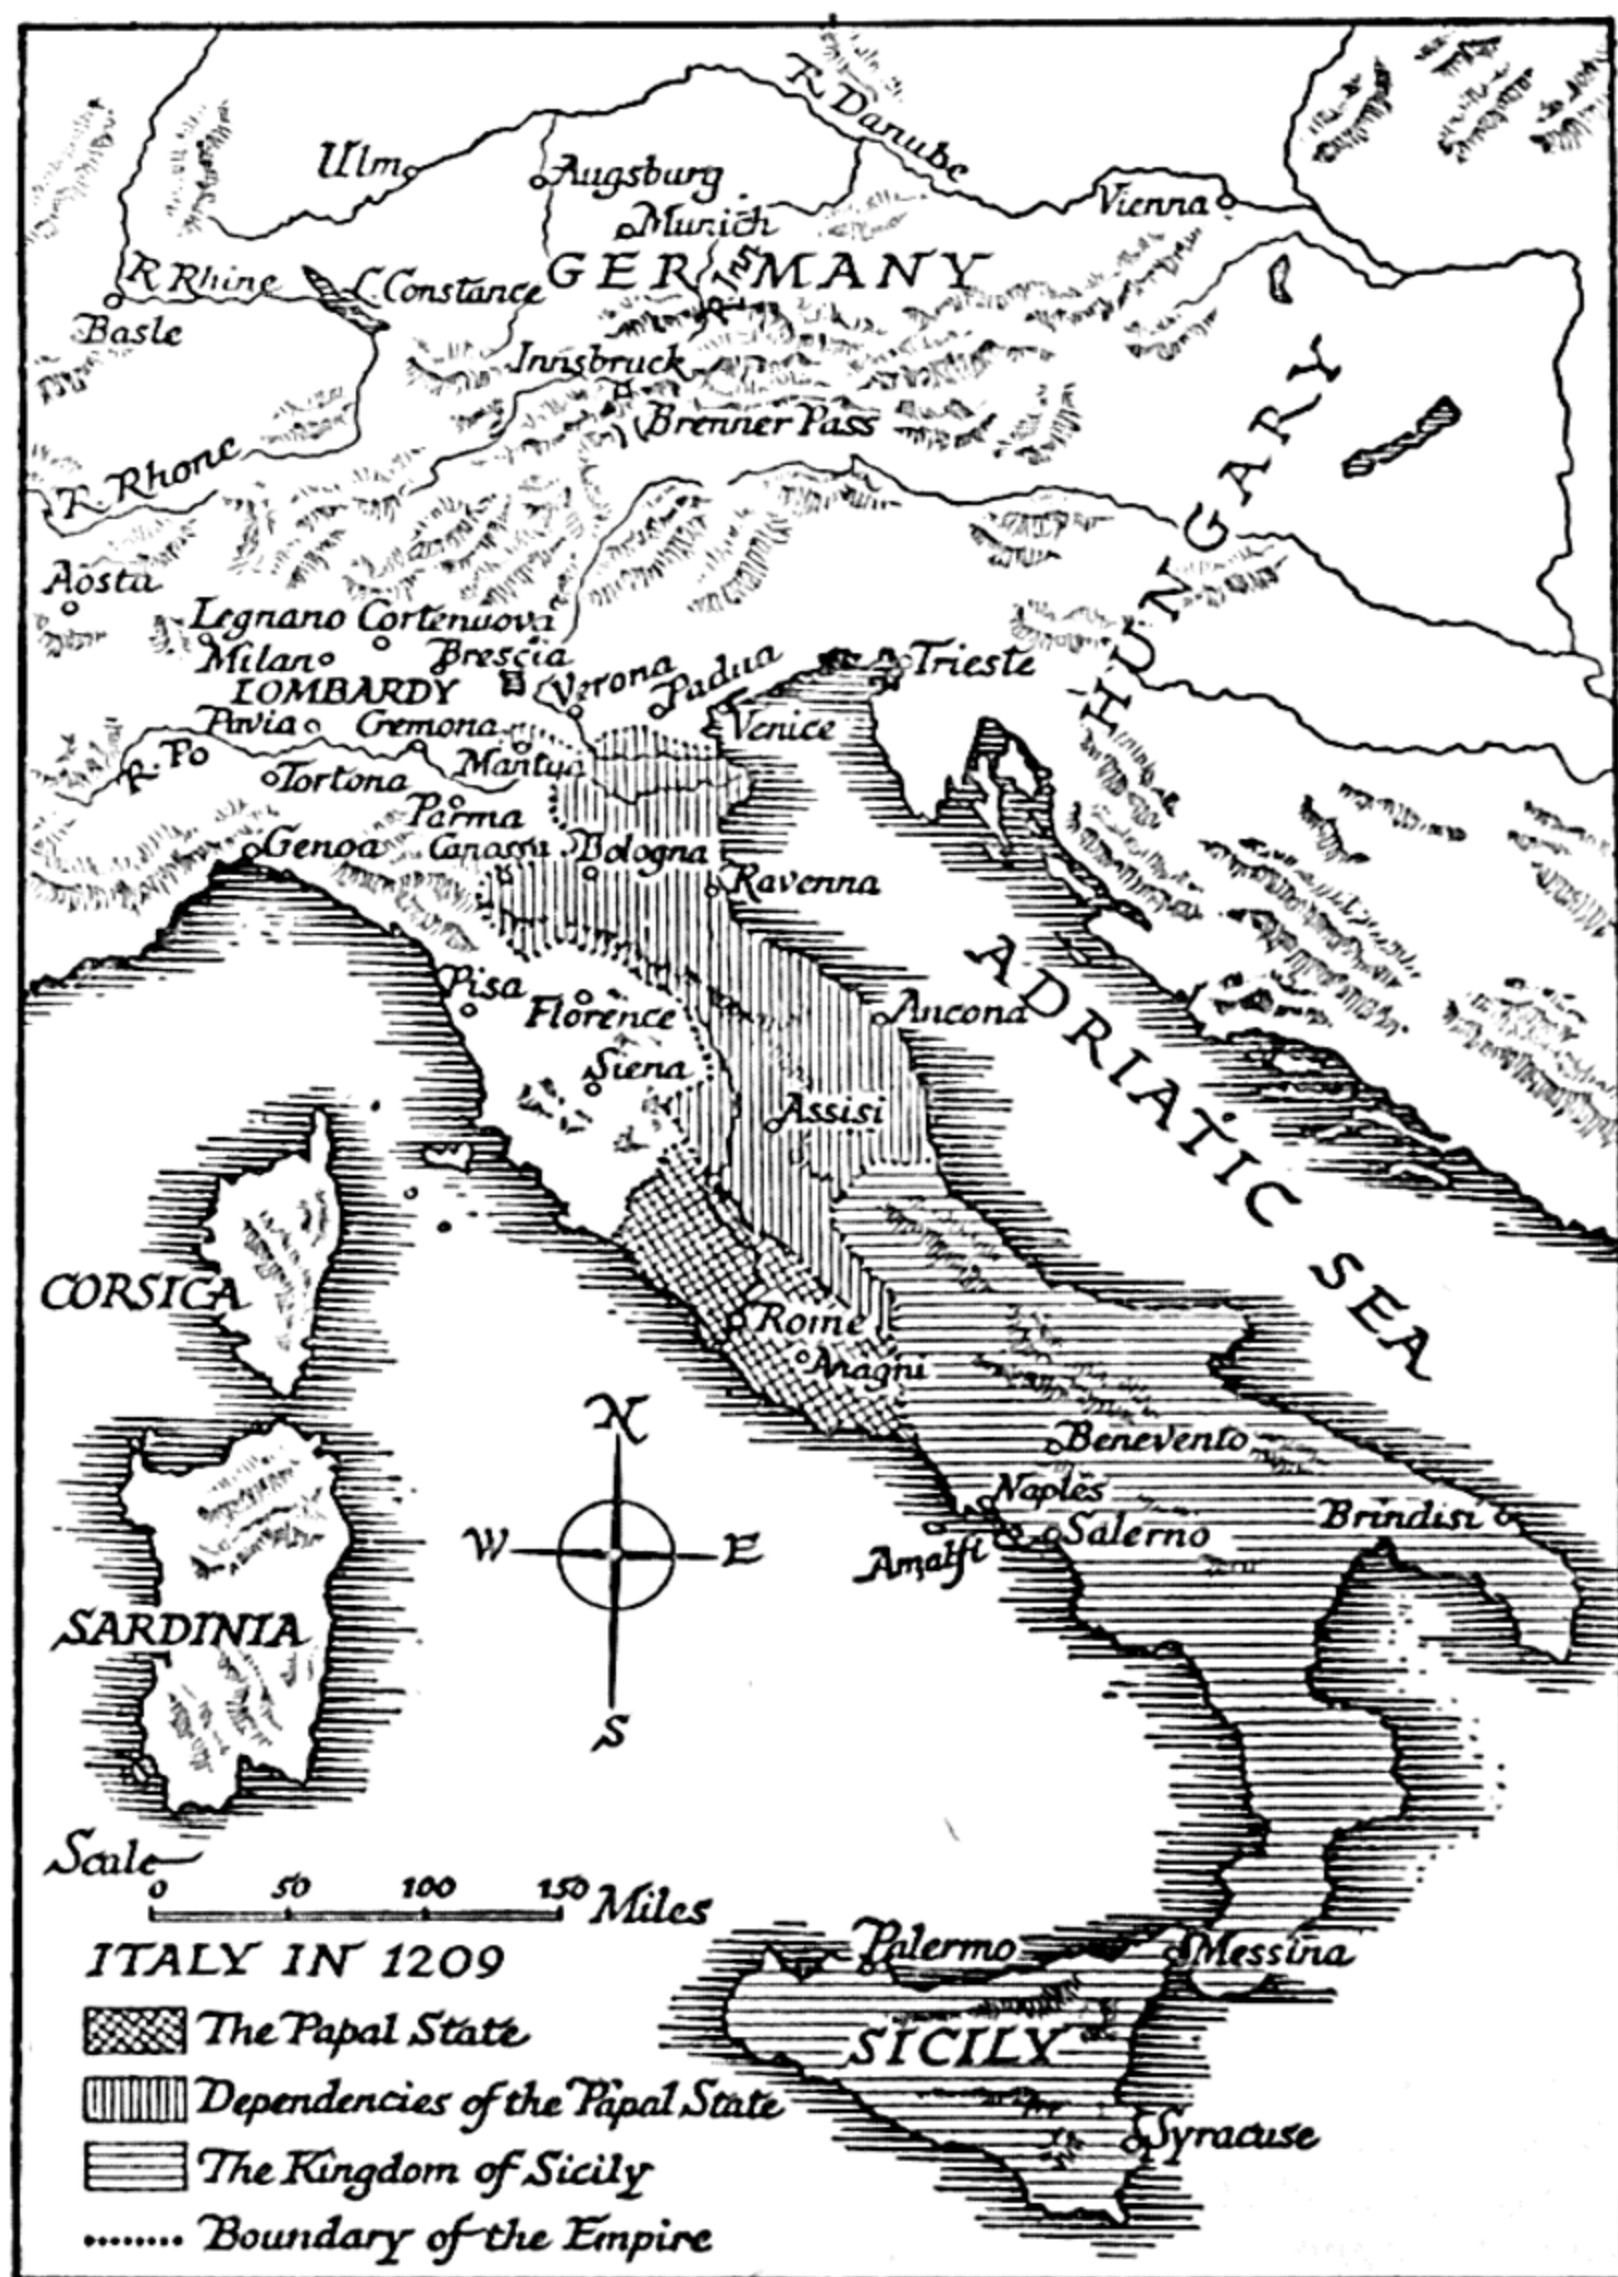 R. Danube
Ulm
Augsburg
Munich
Vienna
GERMANY
R. Inn
R. Rhine
L. Constance
Basle
Innsbruck
Brenner Pass
HUNGARY
R. Rhone
Aosta
Legnano
Cortenuova
Milan
Brescia
Verona
Padua
Trieste
LOMBARDY
Venice
Pavia
Cremona
R. Po
Mantua
Tortona
Parma
Genoa
Bologna
Ravenna
Pisa
Florence
Ancona
Siena
ADRIATIC SEA
Assisi
CORSICA
Rome
Anagni
N
W
E
S
Benevento
Naples
Salerno
Brindisi
Amalfi
SARDINIA
Scale
0 50 100 150 Miles
Palermo
Messina
SICILY
Syracuse
ITALY IN 1209
The Papal State
Dependencies of the Papal State
The Kingdom of Sicily
Boundary of the Empire